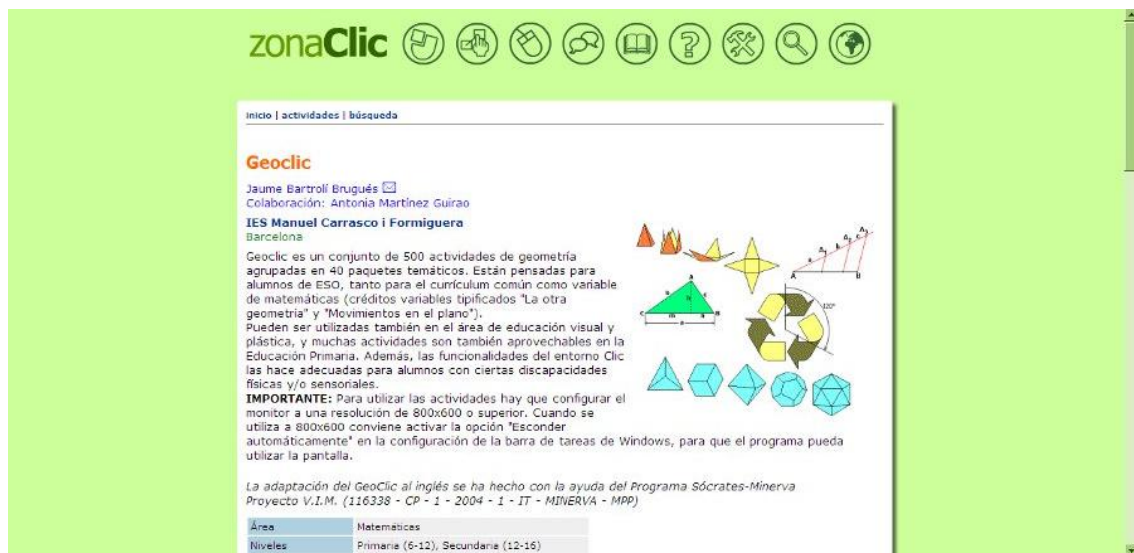 zonaClic
inicio | actividades | búsqueda
Geoclic
Jaume Bartrolí Brugués
Colaboración: Antonia Martínez Guirao
IES Manuel Carrasco i Formiguera
Barcelona
Geoclic es un conjunto de 500 actividades de geometría
agrupadas en 40 paquetes temáticos. Están pensadas para
alumnos de ESO, tanto para el currículum común como variable
de matemáticas (créditos variables tipificados "La otra
geometría" y "Movimientos en el plano").
Pueden ser utilizadas también en el área de educación visual y
plástica, y muchas actividades son también aprovechables en la
Educación Primaria. Además, las funcionalidades del entorno Clic
las hace adecuadas para alumnos con ciertas discapacidades
físicas y/o sensoriales.
IMPORTANTE: Para utilizar las actividades hay que configurar el
monitor a una resolución de 800x600 o superior. Cuando se
utiliza a 800x600 conviene activar la opción "Esconder
automáticamente" en la configuración de la barra de tareas de Windows, para que el programa pueda
utilizar la pantalla.
La adaptación del GeoClic al inglés se ha hecho con la ayuda del Programa Sócrates-Minerva
Proyecto V.I.M. (116338 - CP - 1 - 2004 - 1 - IT - MINERVA - MPP)
Área Matemáticas
Niveles Primaria (6-12), Secundaria (12-16)